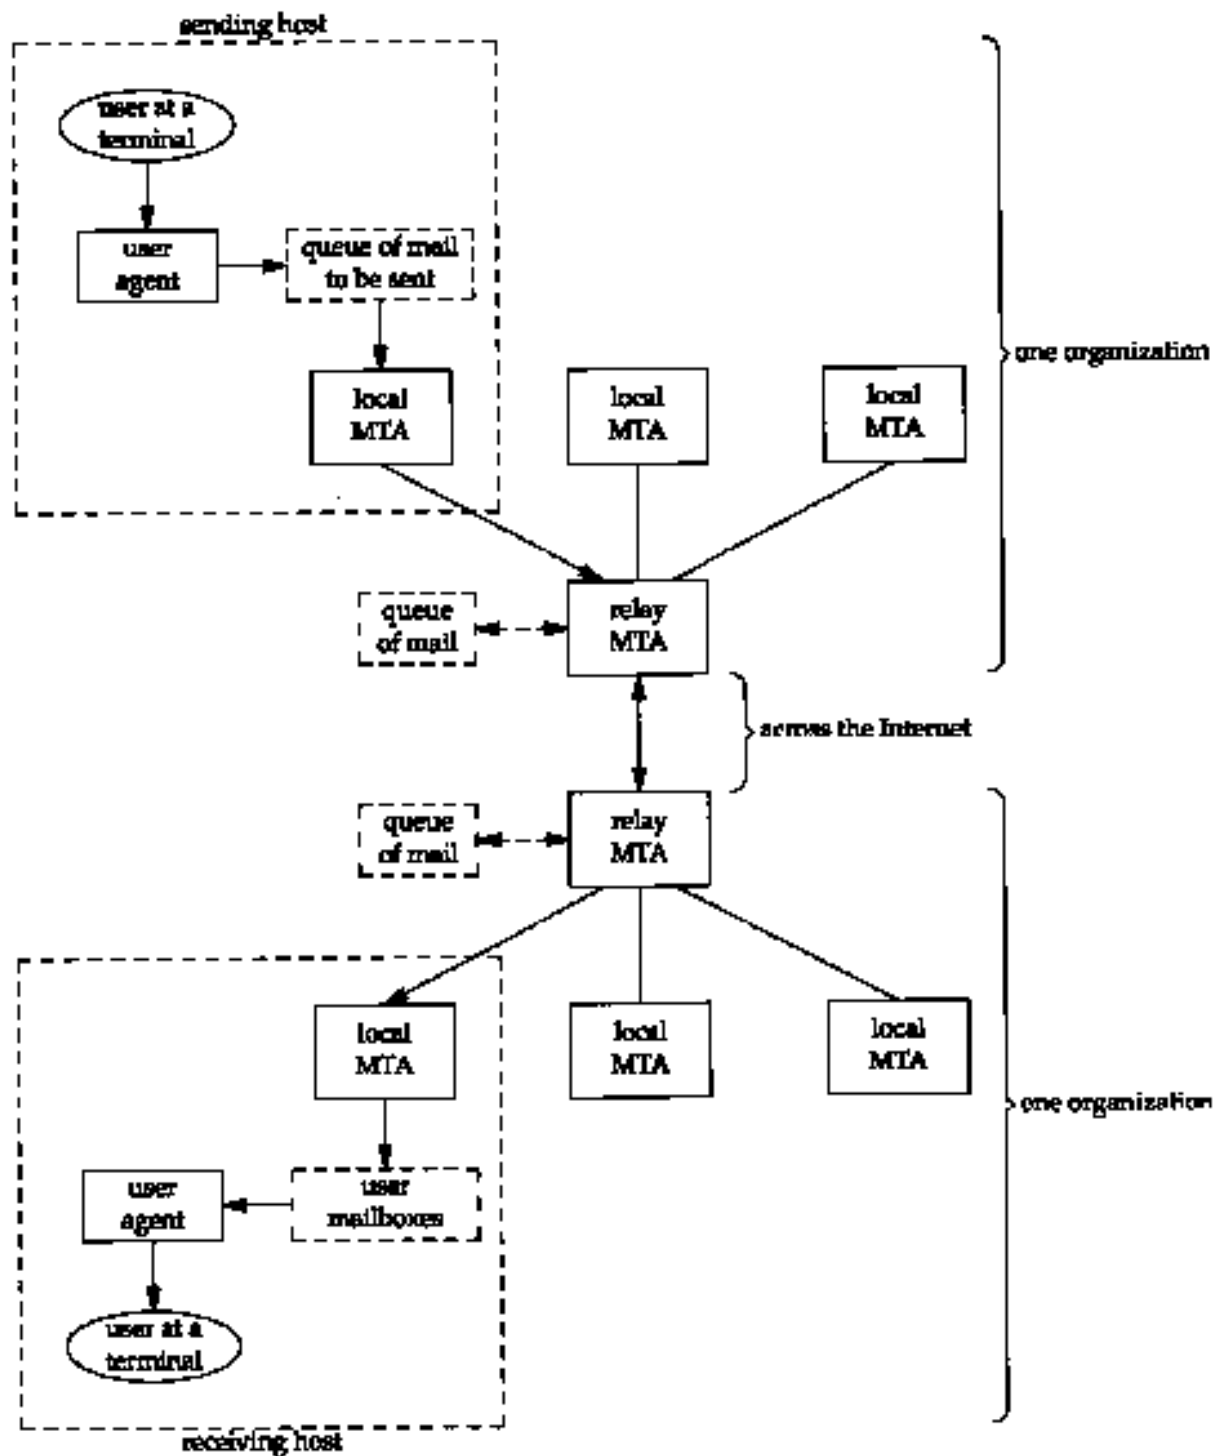 sending host
user at a
terminal
user
agent
queue of mail
to be sent
one organization
local
MTA
local
MTA
local
MTA
queue
of mail
relay
MTA
across the Internet
queue
of mail
relay
MTA
local
MTA
local
MTA
local
MTA
one organization
user
agent
user
mailboxes
user at a
terminal
receiving host